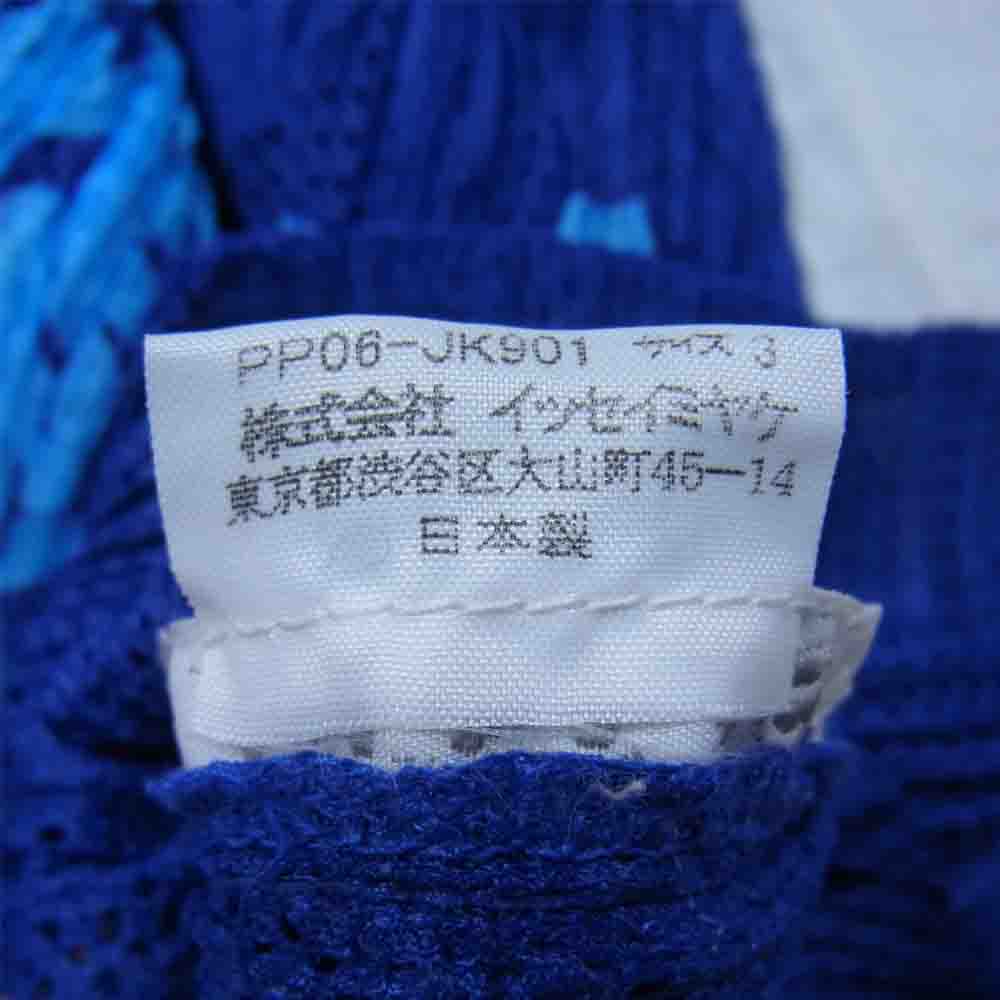 PP06-JK901 サイズ 3
株式会社 イッセイミヤケ
東京都渋谷区大山町45-14
日本製